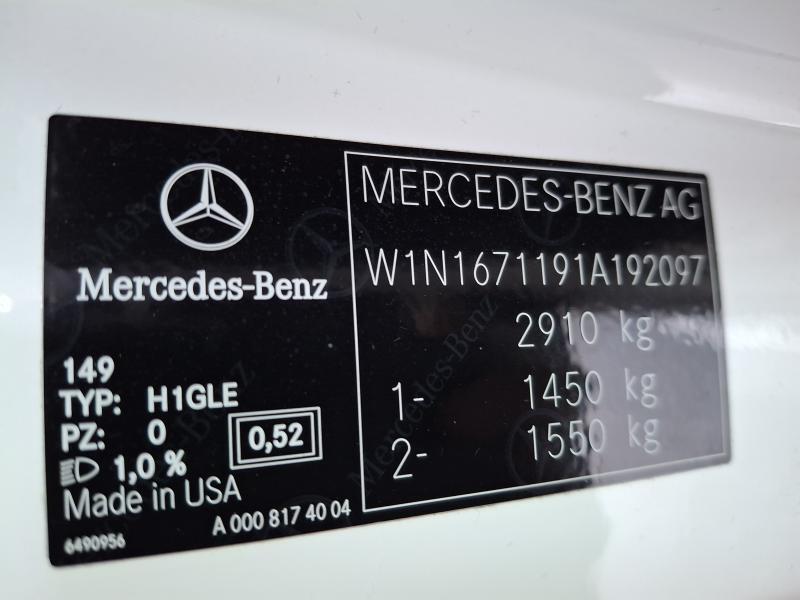 Mercedes-Benz
149
TYP: H1GLE
PZ: 0
0,52
1,0 %
Made in USA
A 000 817 40 04
6490956
MERCEDES-BENZ AG
W1N1671191A192097
2910 kg
1- 1450 kg
2- 1550 kg